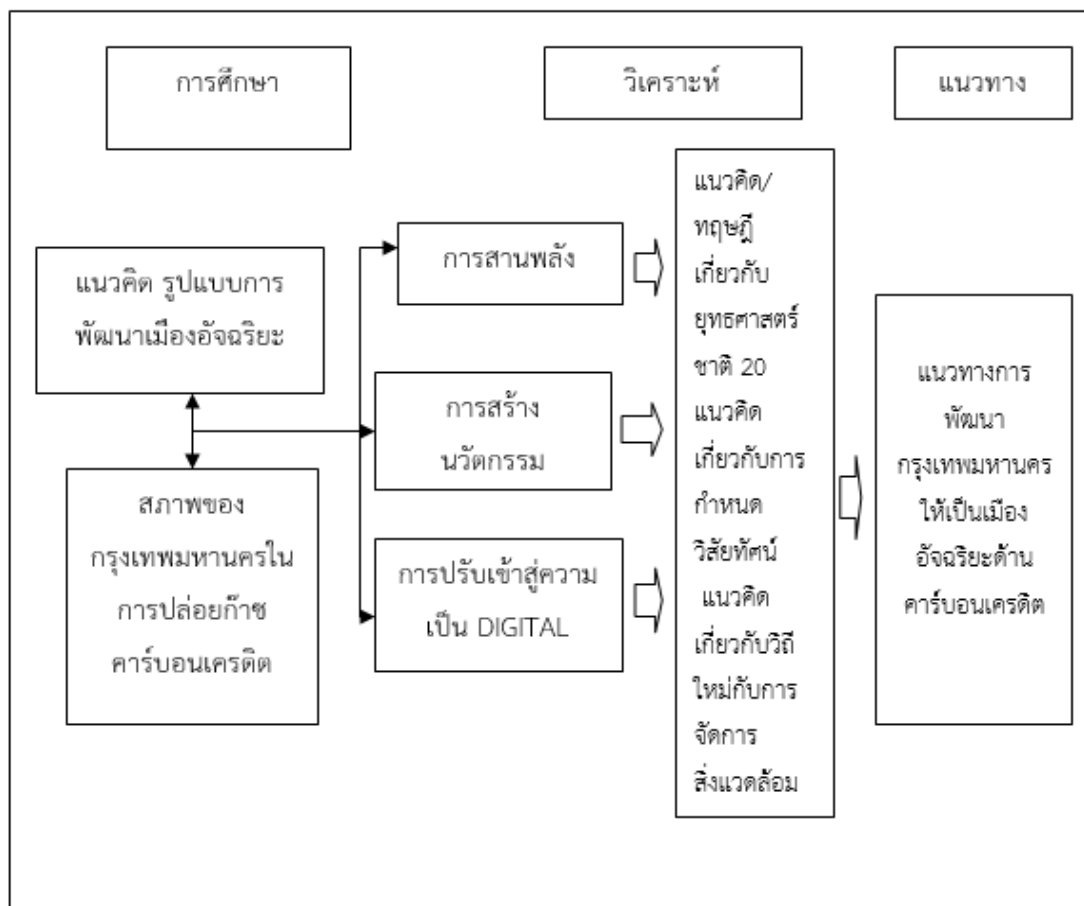 การศึกษา
วิเคราะห์
แนวทาง
แนวคิด รูปแบบการ
พัฒนาเมืองอัจฉริยะ
สภาพของ
กรุงเทพมหานครใน
การปล่อยก๊าซ
คาร์บอนเครดิต
การสานพลัง
การสร้าง
นวัตกรรม
การปรับเข้าสู่ความ
เป็น DIGITAL
แนวคิด/
ทฤษฎี
เกี่ยวกับ
ยุทธศาสตร์
ชาติ 20
แนวคิด
เกี่ยวกับการ
กำหนด
วิสัยทัศน์
แนวคิด
เกี่ยวกับวิถี
ใหม่กับการ
จัดการ
สิ่งแวดล้อม
แนวทางการ
พัฒนา
กรุงเทพมหานคร
ให้เป็นเมือง
อัจฉริยะด้าน
คาร์บอนเครดิต